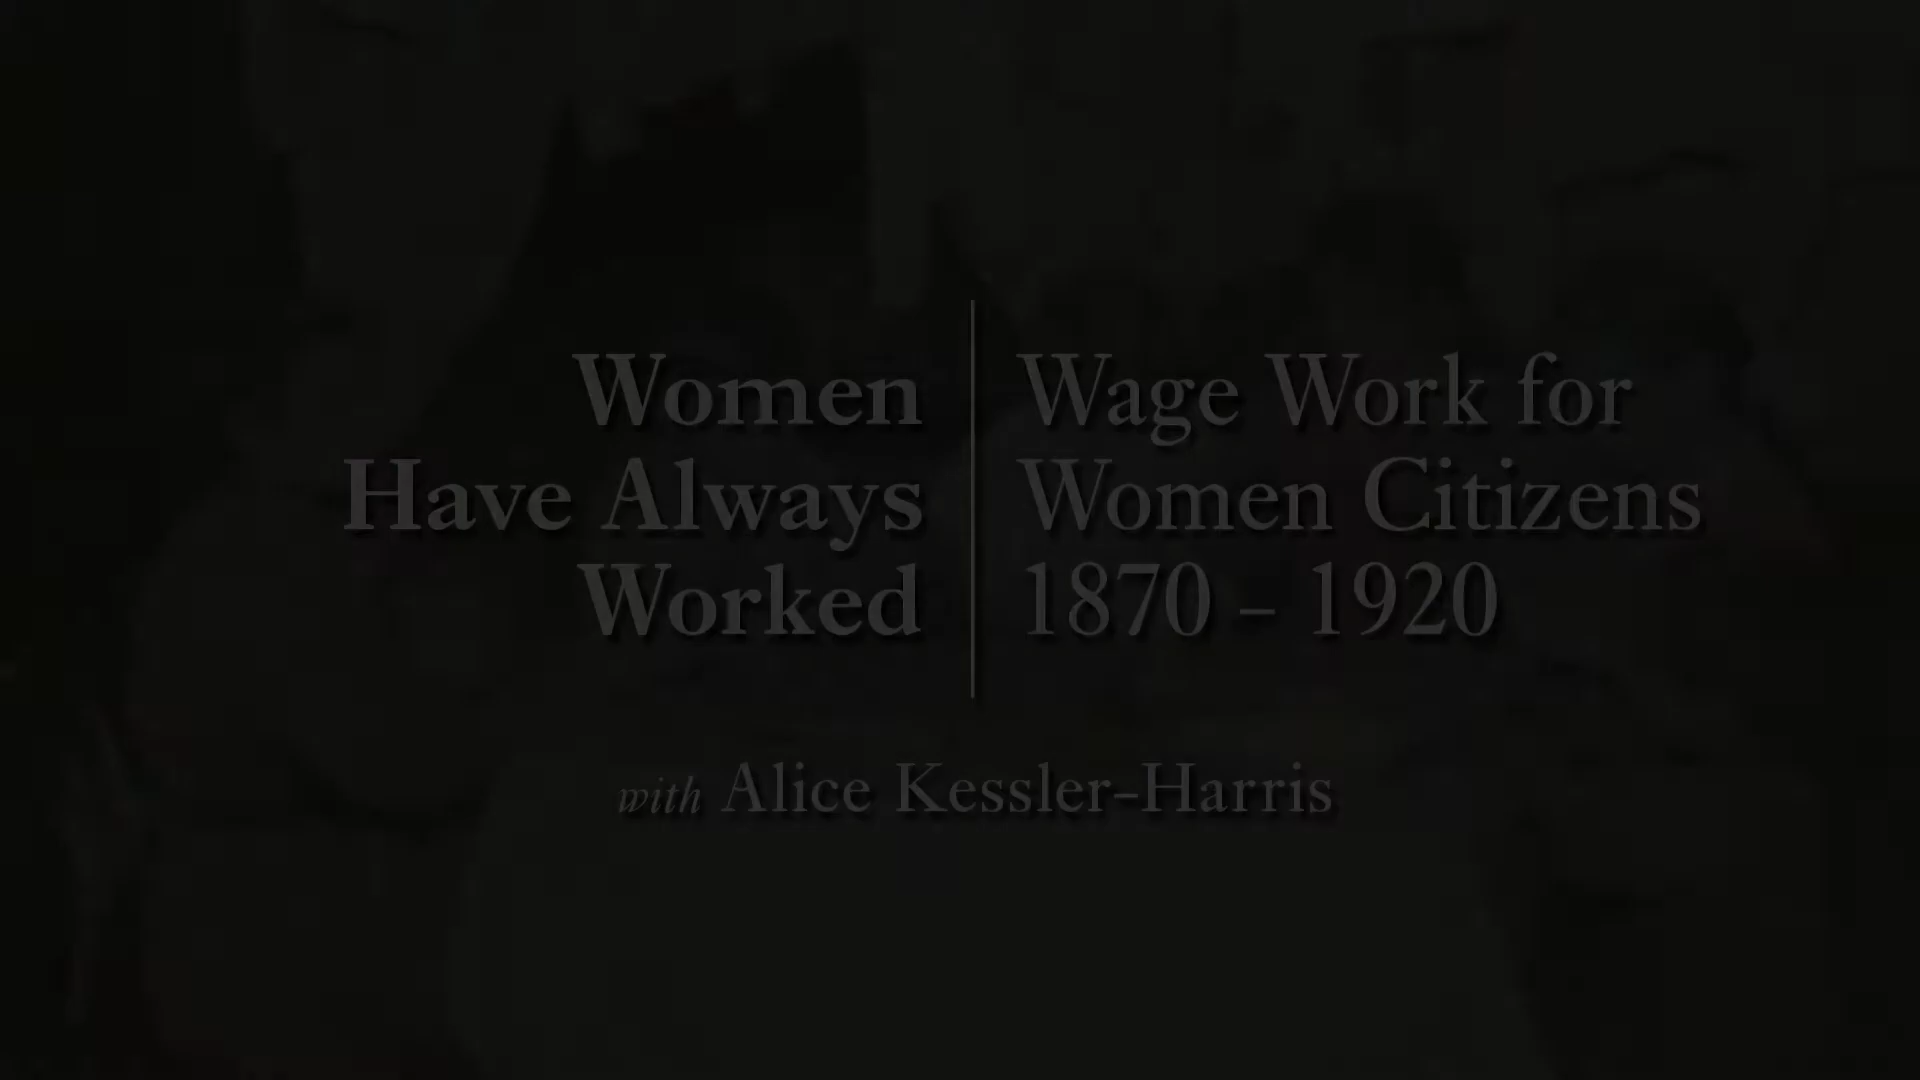 Women
Have Always
Worked
Wage Work for
Women Citizens
1870 – 1920
with Alice Kessler-Harris